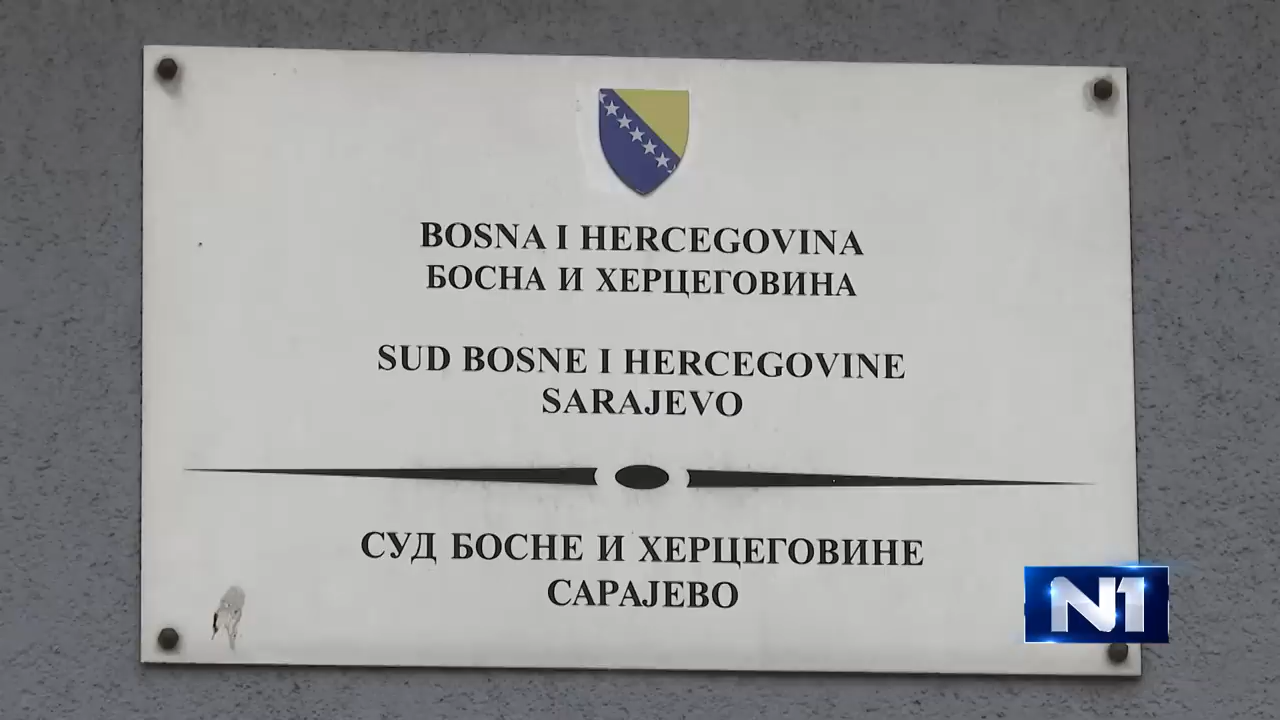 BOSNA I HERCEGOVINA
БОСНА И ХЕРЦЕГОВИНА
SUD BOSNE I HERCEGOVINE
SARAJEVO
СУД БОСНЕ И ХЕРЦЕГОВИНЕ
САРАЈЕВО
N1